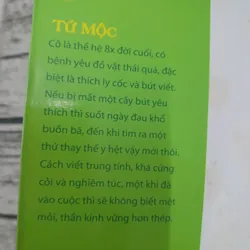 TỨ MỘC
Cô là thế hệ 8x đời cuối, có
bệnh yêu đồ vật thái quá, đặc
biệt là thích ly cốc và bút viết.
Nếu bị mất một cây bút yêu
thích thì suốt ngày đau khổ
buồn bã, đến khi tìm ra một
thứ thay thế y hệt vậy mới thôi.
Cách viết trung tính, khá cứng
cỏi và nghiêm túc, một khi đã
vào cuộc thì sẽ không biết mệt
mỏi, thần kinh vững hơn thép.